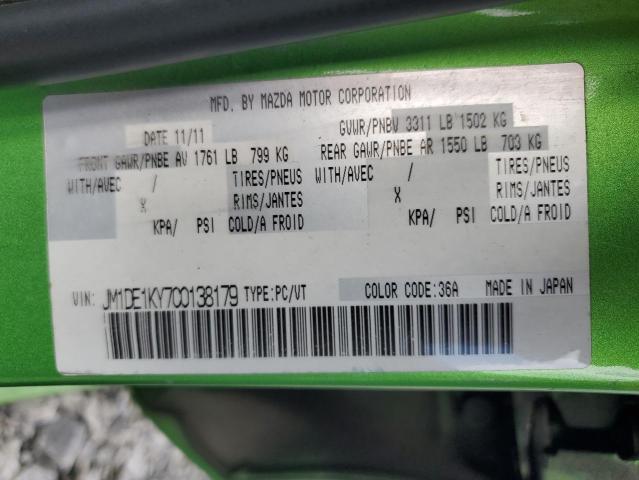 MFD. BY MAZDA MOTOR CORPORATION
DATE 11/11 GVWR/PNBV 3311 LB 1502 KG
FRONT GAWR/PNBE AV 1761 LB 799 KG REAR GAWR/PNBE AR 1550 LB 703 KG
WITH/AVEC / TIRES/PNEUS WITH/AVEC / TIRES/PNEUS
X RIMS/JANTES X RIMS/JANTES
KPA/ PSI COLD/A FROID KPA/ PSI COLD/A FROID
VIN: JM1DE1KY7C0138179 TYPE:PC/VT COLOR CODE:36A MADE IN JAPAN